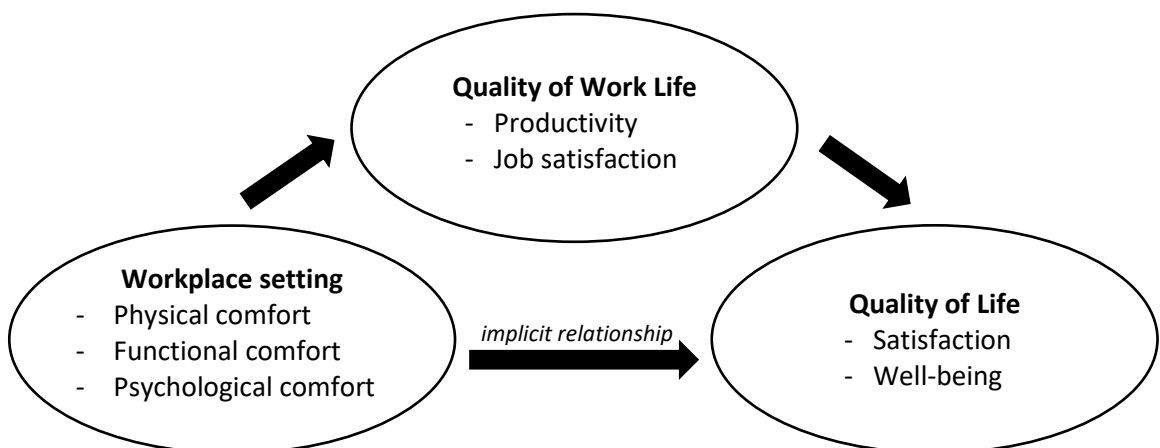 Quality of Work Life
- Productivity
- Job satisfaction
Workplace setting
- Physical comfort
- Functional comfort
- Psychological comfort
implicit relationship
Quality of Life
- Satisfaction
- Well-being